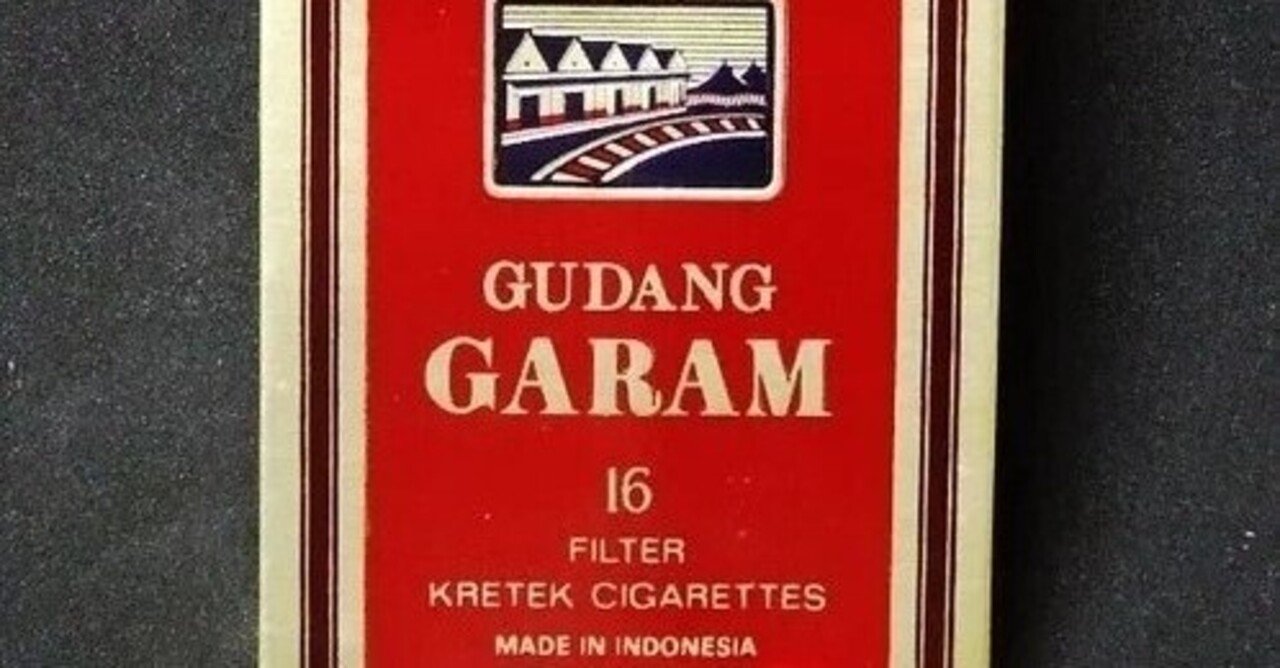 GUDANG
GARAM
16
FILTER
KRETEK CIGARETTES
MADE IN INDONESIA